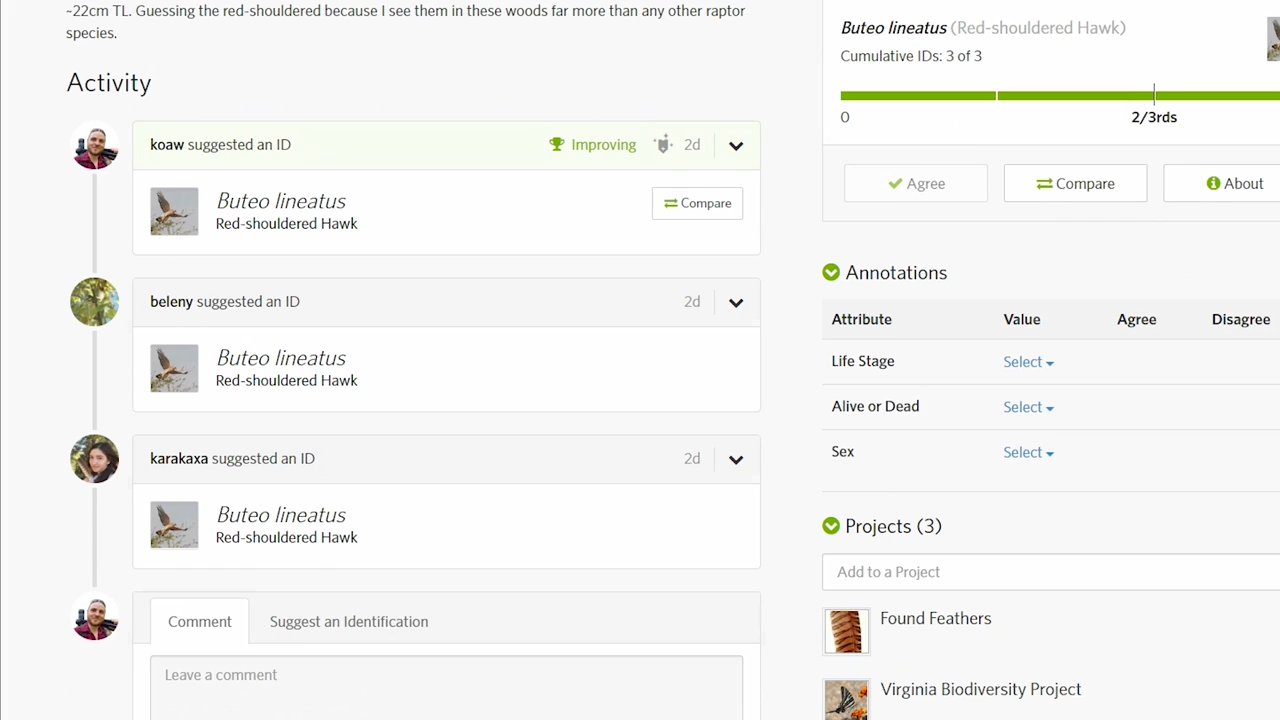 ~22cm TL. Guessing the red-shouldered because I see them in these woods far more than any other raptor
species.
Activity
koaw suggested an ID
Improving
2d
Buteo lineatus
Red-shouldered Hawk
Compare
beleny suggested an ID
2d
Buteo lineatus
Red-shouldered Hawk
karakaxa suggested an ID
2d
Buteo lineatus
Red-shouldered Hawk
Comment
Suggest an Identification
Leave a comment
Buteo lineatus (Red-shouldered Hawk)
Cumulative IDs: 3 of 3
0
2/3rds
Agree
Compare
About
Annotations
Attribute Value Agree Disagree
Life Stage Select
Alive or Dead Select
Sex Select
Projects (3)
Add to a Project
Found Feathers
Virginia Biodiversity Project